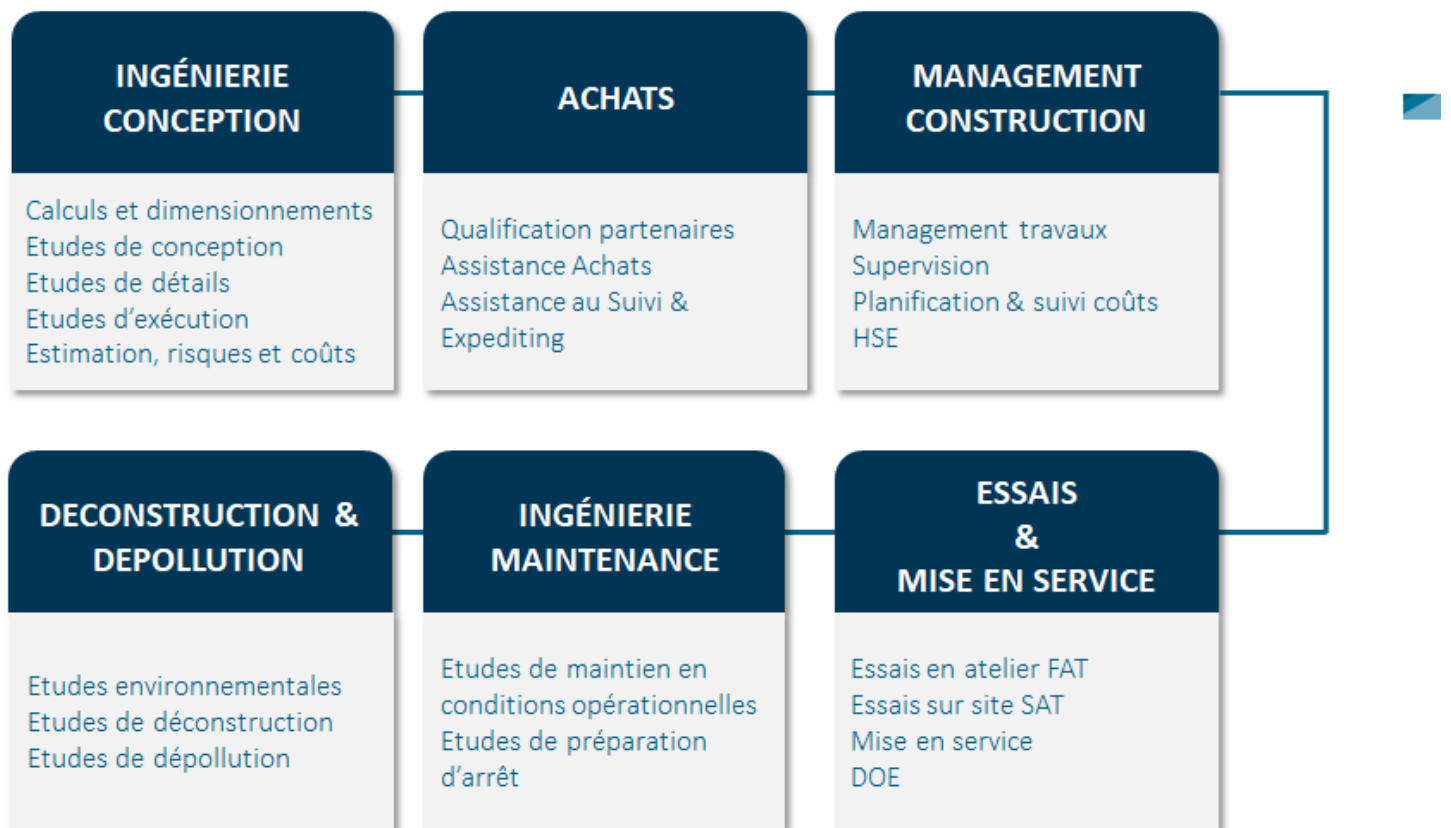 INGÉNIERIE
CONCEPTION
Calculs et dimensionnements
Etudes de conception
Etudes de détails
Etudes d’exécution
Estimation, risques et coûts
ACHATS
Qualification partenaires
Assistance Achats
Assistance au Suivi &
Expediting
MANAGEMENT
CONSTRUCTION
Management travaux
Supervision
Planification & suivi coûts
HSE
DECONSTRUCTION &
DEPOLLUTION
Etudes environnementales
Etudes de déconstruction
Etudes de dépollution
INGÉNIERIE
MAINTENANCE
Etudes de maintien en
conditions opérationnelles
Etudes de préparation
d’arrêt
ESSAIS
&
MISE EN SERVICE
Essais en atelier FAT
Essais sur site SAT
Mise en service
DOE